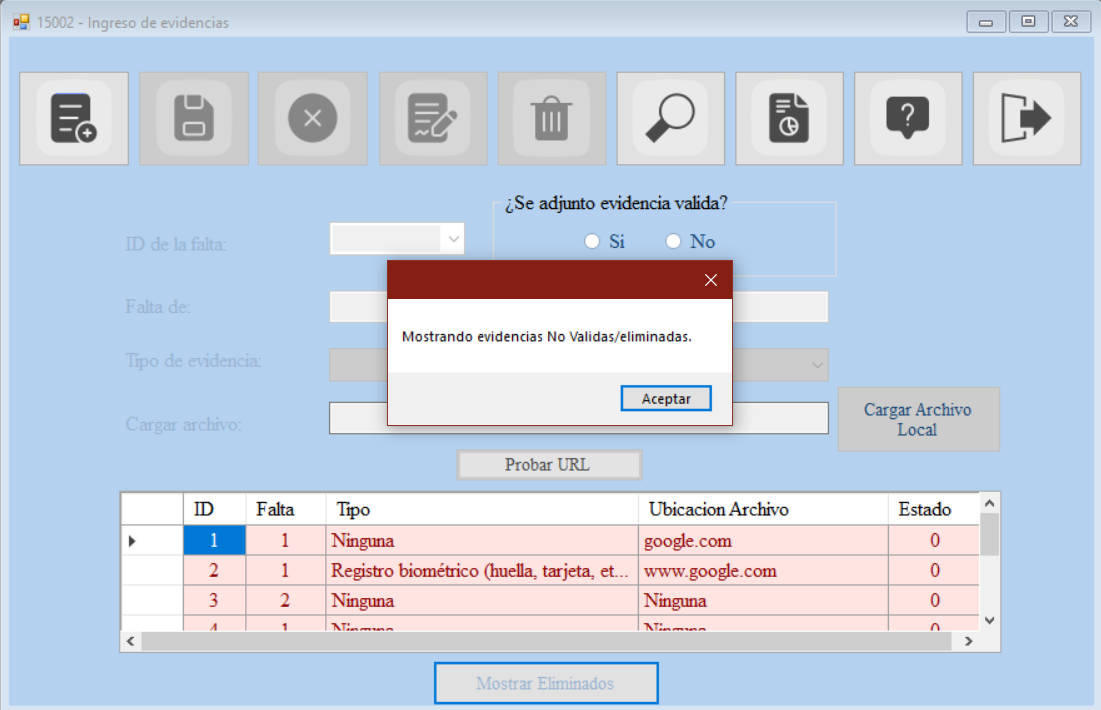 15002 - Ingreso de evidencias
?
¿Se adjunto evidencia valida?
ID de la falta:
Si No
Falta de:
Mostrando evidencias No Validas/eliminadas.
Tipo de evidencia:
Aceptar
Cargar archivo:
Cargar Archivo
Local
Probar URL
ID Falta Tipo Ubicacion Archivo Estado
1 1 Ninguna google.com 0
2 1 Registro biométrico (huella, tarjeta, et... www.google.com 0
3 2 Ninguna Ninguna 0
4 1 Ninguna Ninguna 0
Mostrar Eliminados